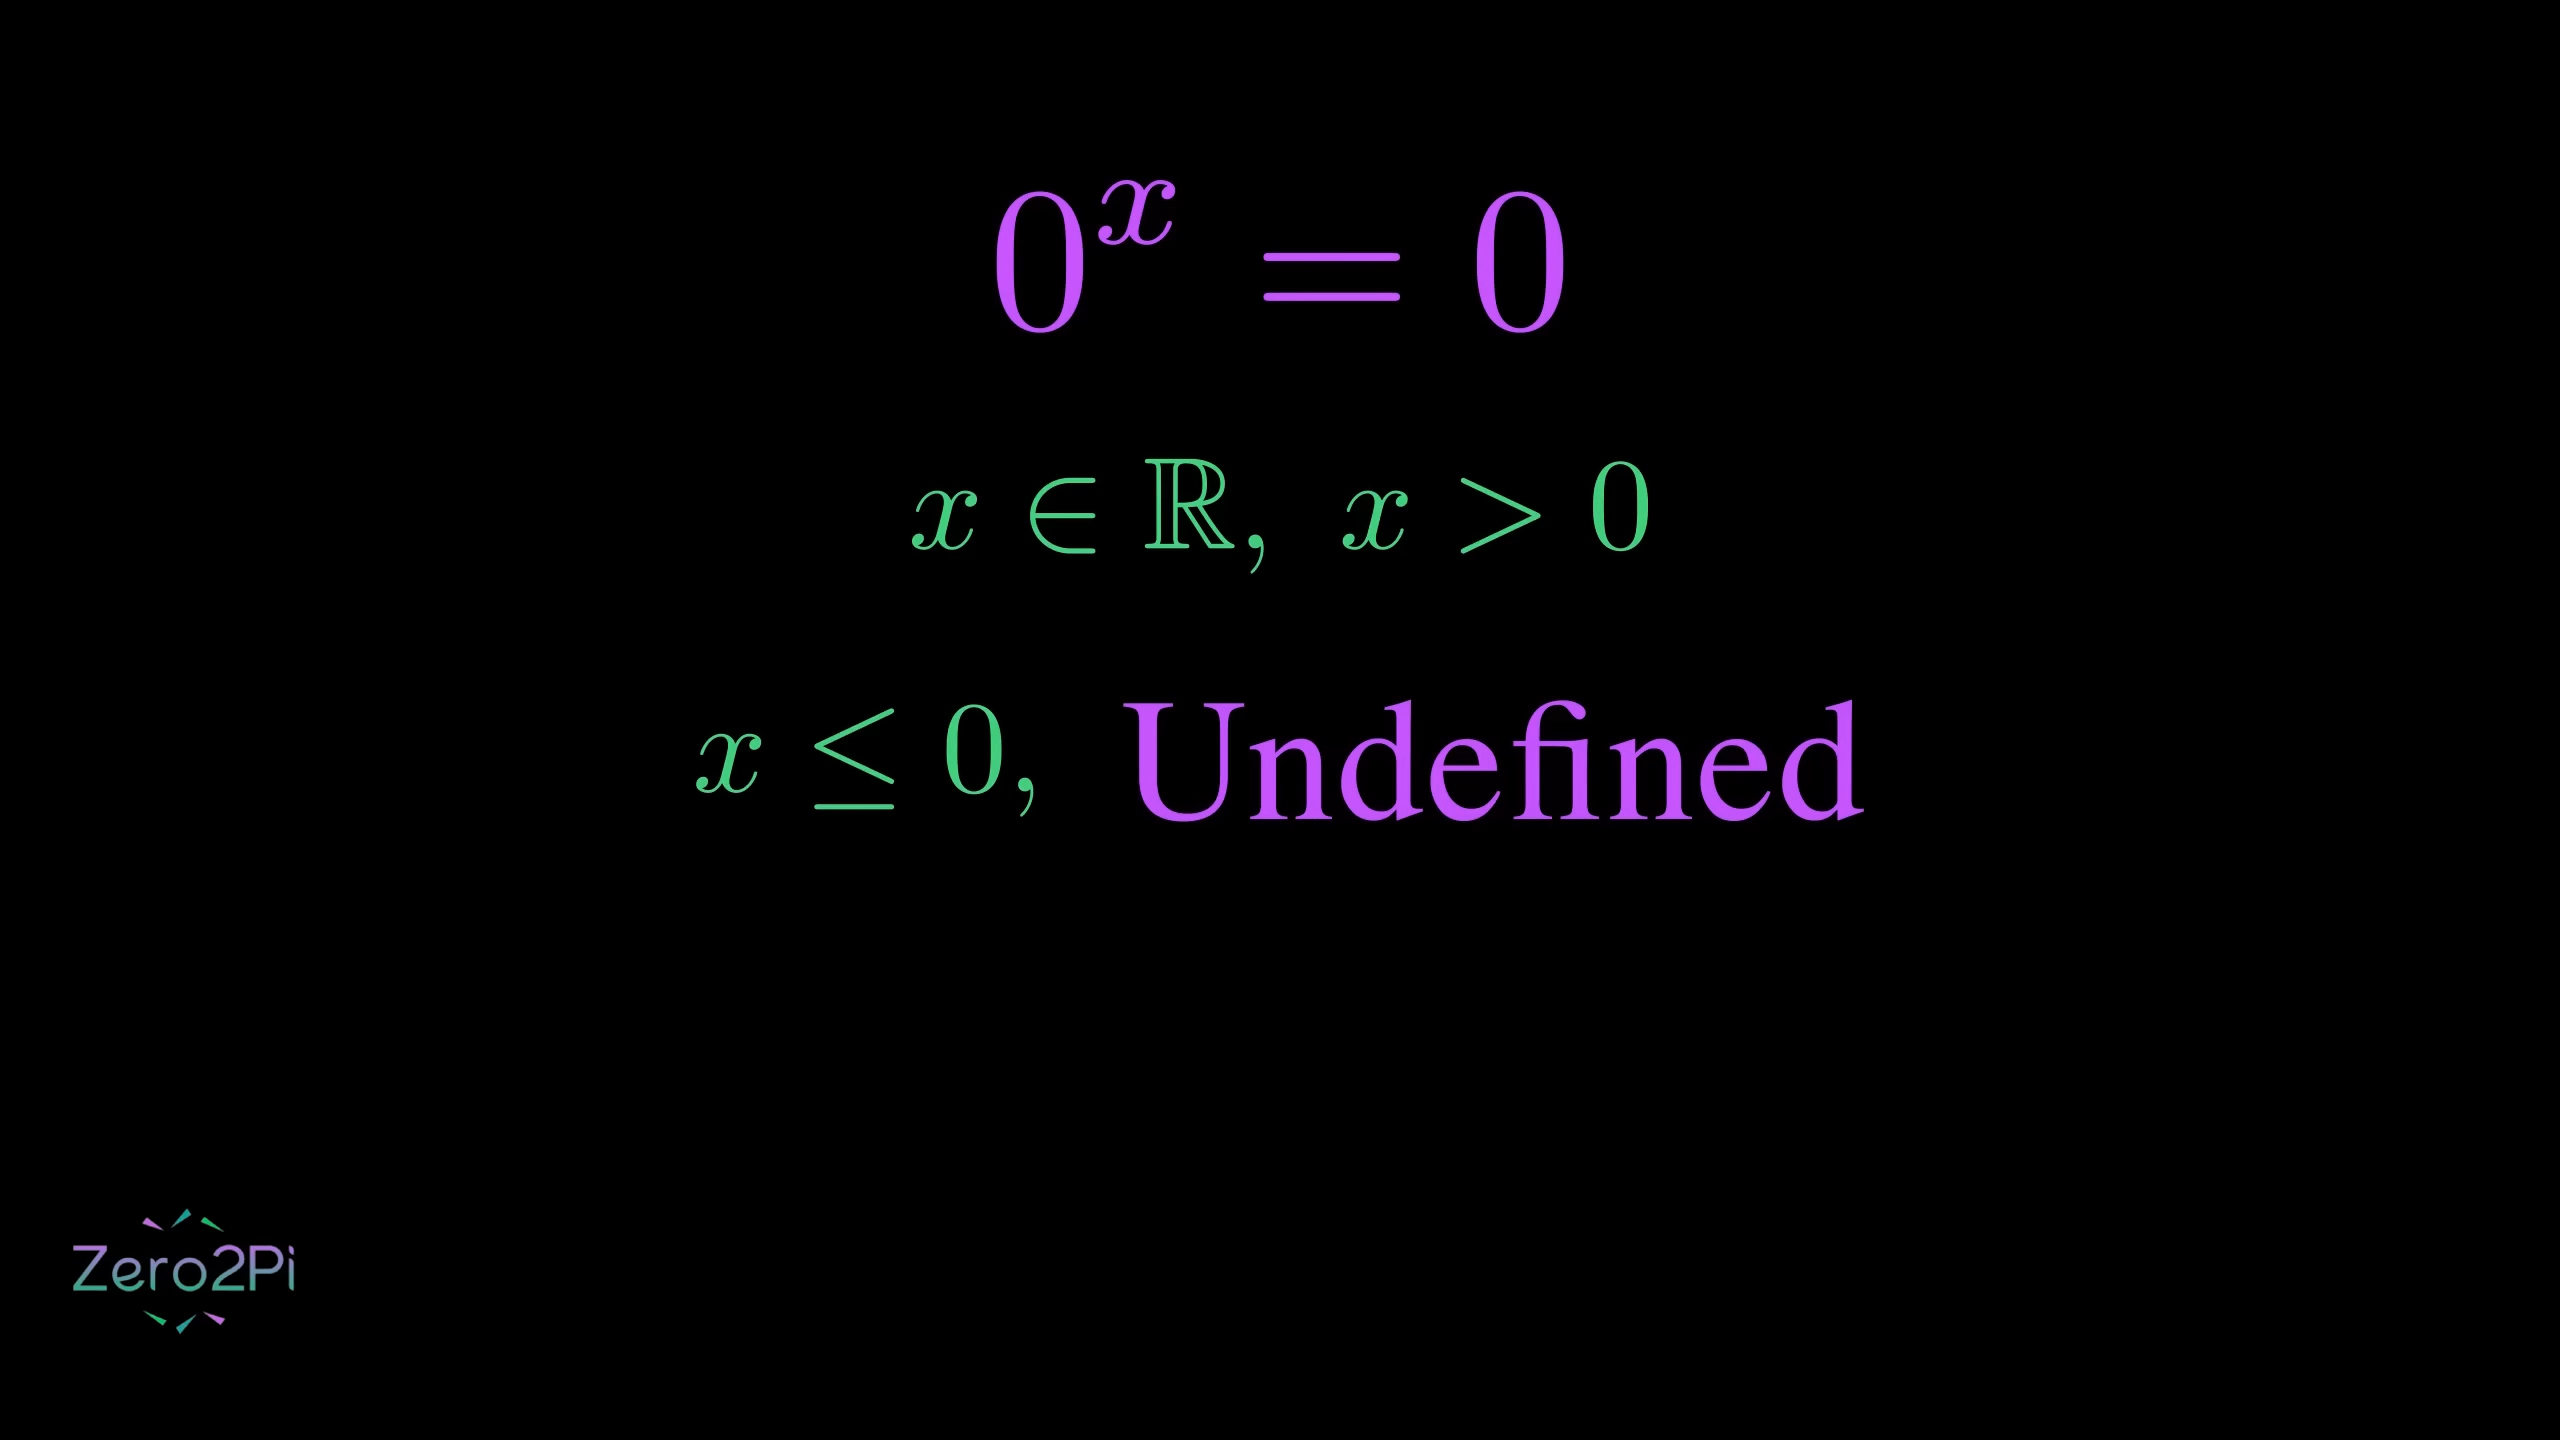 0^x = 0
x ∈ ℝ, x > 0
x ≤ 0, Undefined
Zero2Pi